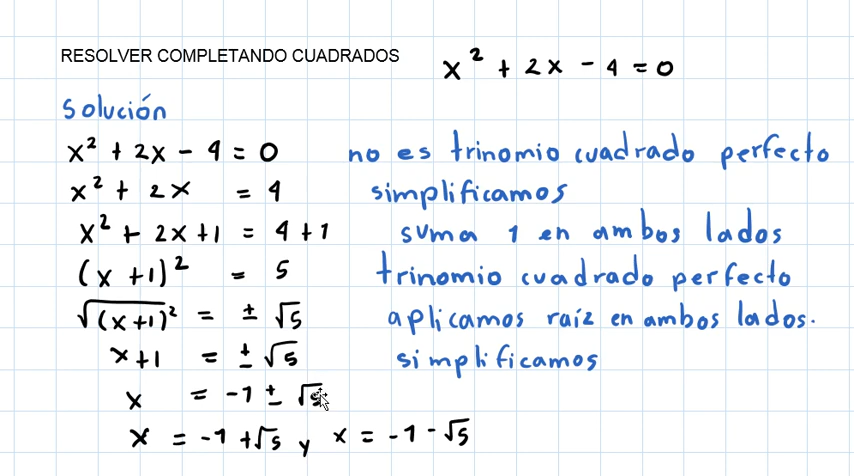 RESOLVER COMPLETANDO CUADRADOS x² + 2x - 4 = 0
Solución
x² + 2x - 4 = 0 no es trinomio cuadrado perfecto
x² + 2x = 4 simplificamos
x² + 2x + 1 = 4 + 1 suma 1 en ambos lados
(x + 1)² = 5 trinomio cuadrado perfecto
√(x+1)² = ± √5 aplicamos raíz en ambos lados.
x + 1 = ± √5 simplificamos
x = -1 ± √5
x = -1 + √5 y x = -1 - √5